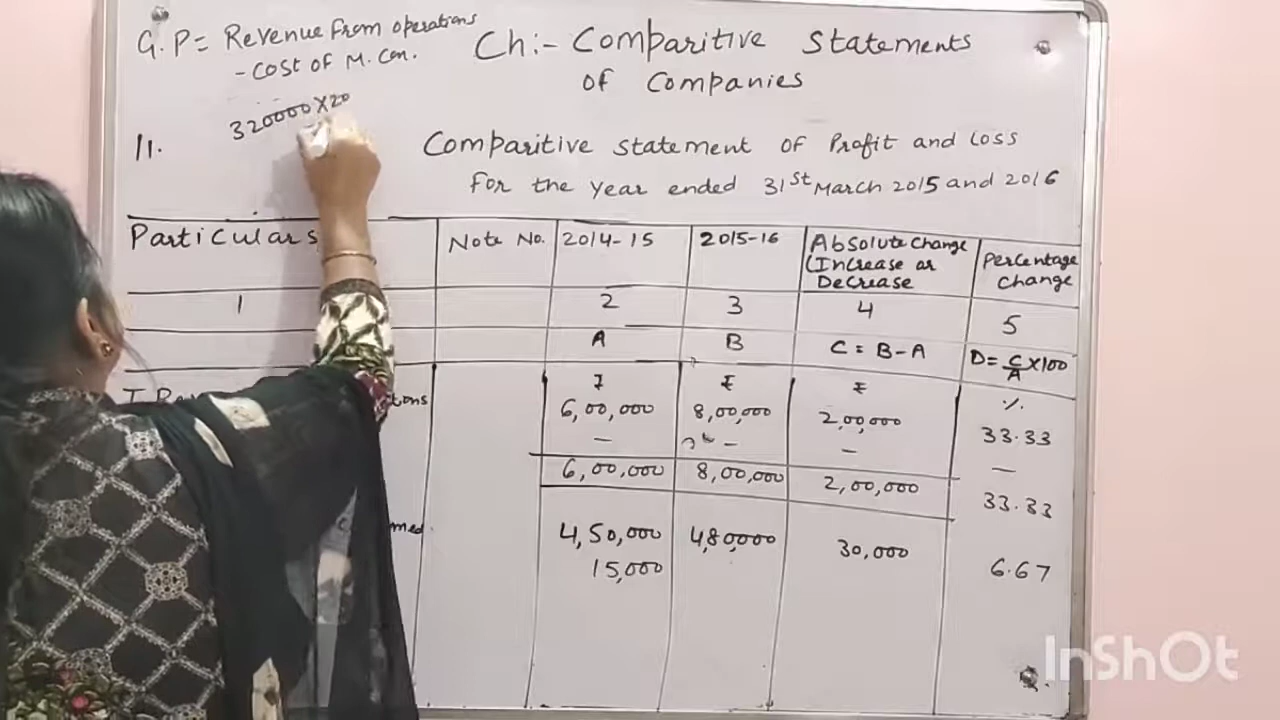 G.P = Revenue from operations
- Cost of M. Con.
Ch:- Comparitive Statements
of Companies
320000 X 20
11.
Comparitive statement of Profit and Loss
For the year ended 31st March 2015 and 2016
Particulars Note No. 2014-15 2015-16 Absolute Change (Increase or Decrease Percentage Change
1 2 3 4 5
A B C = B-A D = C/A X100
₹ ₹ ₹ %
6,00,000 8,00,000 2,00,000 33.33
— — — —
6,00,000 8,00,000 2,00,000 33.33
4,50,000 4,80,000 30,000 6.67
15,000
InShOt